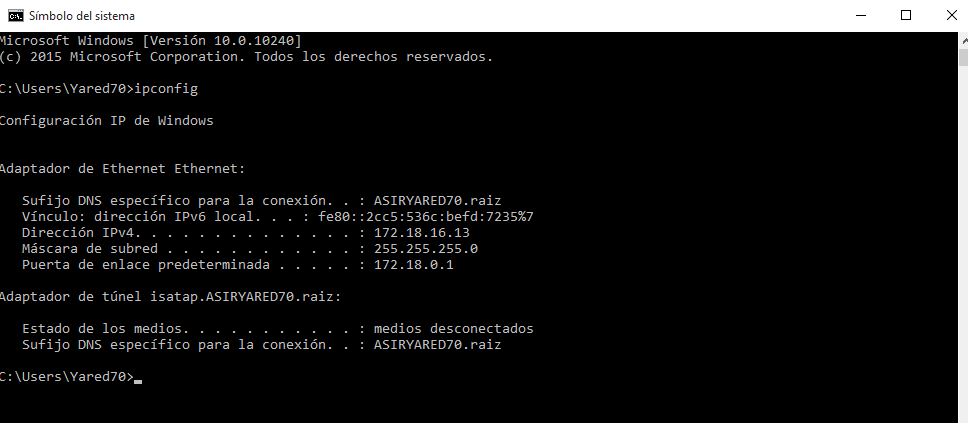 Símbolo del sistema
Microsoft Windows [Versión 10.0.10240]
(c) 2015 Microsoft Corporation. Todos los derechos reservados.
C:\Users\Yared70>ipconfig
Configuración IP de Windows
Adaptador de Ethernet Ethernet:
Sufijo DNS específico para la conexión. . : ASIRYARED70.raiz
Vínculo: dirección IPv6 local. . . : fe80::2cc5:536c:befd:7235%7
Dirección IPv4. . . . . . . . . . . . . . : 172.18.16.13
Máscara de subred . . . . . . . . . . . . : 255.255.255.0
Puerta de enlace predeterminada . . . . . : 172.18.0.1
Adaptador de túnel isatap.ASIRYARED70.raiz:
Estado de los medios. . . . . . . . . . . : medios desconectados
Sufijo DNS específico para la conexión. . : ASIRYARED70.raiz
C:\Users\Yared70>